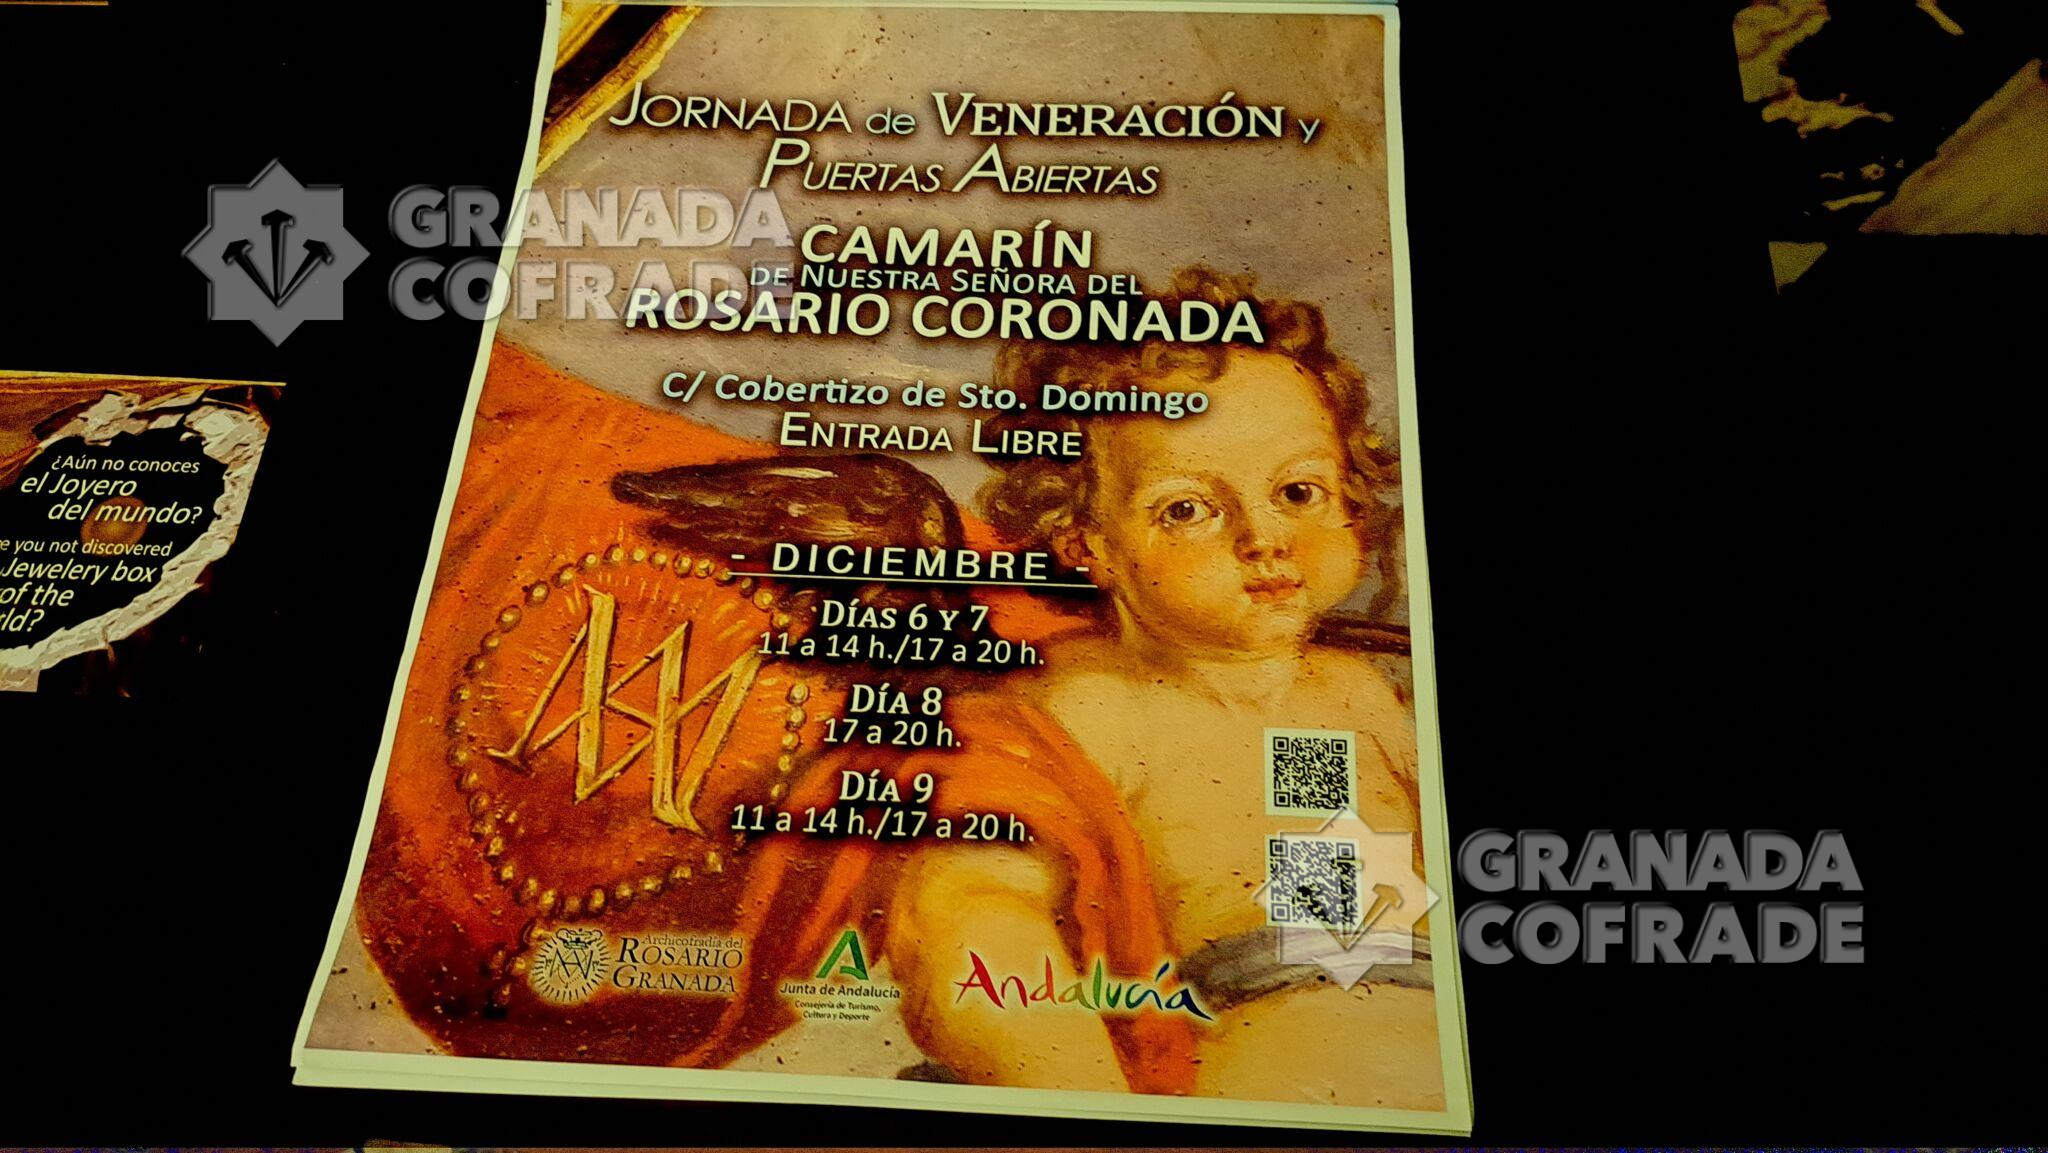 JORNADA de VENERACIÓN y
PUERTAS ABIERTAS
CAMARÍN
DE NUESTRA SEÑORA DEL
ROSARIO CORONADA
C/ Cobertizo de Sto. Domingo
ENTRADA LIBRE
- DICIEMBRE -
DÍAS 6 Y 7
11 a 14 h./17 a 20 h.
DÍA 8
17 a 20 h.
DÍA 9
11 a 14 h./17 a 20 h.
Archicofradía del
ROSARIO
GRANADA
Junta de Andalucía
Consejería de Turismo,
Cultura y Deporte
Andalucía
¿Aún no conoces
el Joyero
del mundo?
you not discovered
Jewelery box
of the
GRANADA
COFRADE
GRANADA
COFRADE